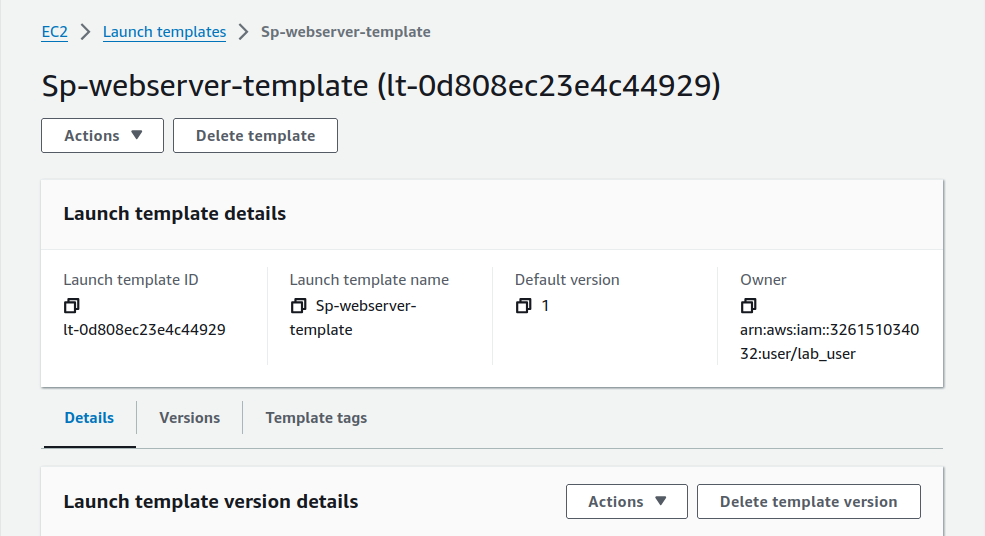 EC2 > Launch templates > Sp-webserver-template
Sp-webserver-template (lt-0d808ec23e4c44929)
Actions Delete template
Launch template details
Launch template ID
lt-0d808ec23e4c44929
Launch template name
Sp-webserver-
template
Default version
1
Owner
arn:aws:iam::3261510340
32:user/lab_user
Details Versions Template tags
Launch template version details Actions Delete template version